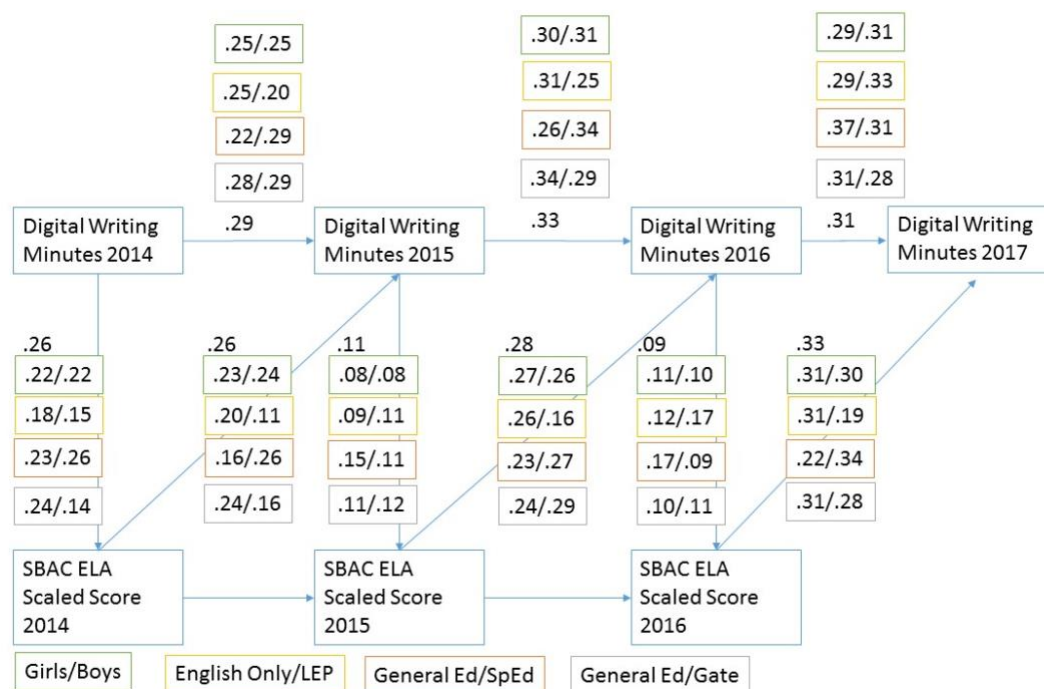 .25/.25
.25/.20
.22/.29
.28/.29
.29
.30/.31
.31/.25
.26/.34
.34/.29
.33
.29/.31
.29/.33
.37/.31
.31/.28
.31
Digital Writing
Minutes 2014
Digital Writing
Minutes 2015
Digital Writing
Minutes 2016
Digital Writing
Minutes 2017
.26
.22/.22
.18/.15
.23/.26
.24/.14
.26
.23/.24
.20/.11
.16/.26
.24/.16
.11
.08/.08
.09/.11
.15/.11
.11/.12
.28
.27/.26
.26/.16
.23/.27
.24/.29
.09
.11/.10
.12/.17
.17/.09
.10/.11
.33
.31/.30
.31/.19
.22/.34
.31/.28
SBAC ELA
Scaled Score
2014
SBAC ELA
Scaled Score
2015
SBAC ELA
Scaled Score
2016
Girls/Boys
English Only/LEP
General Ed/SpEd
General Ed/Gate